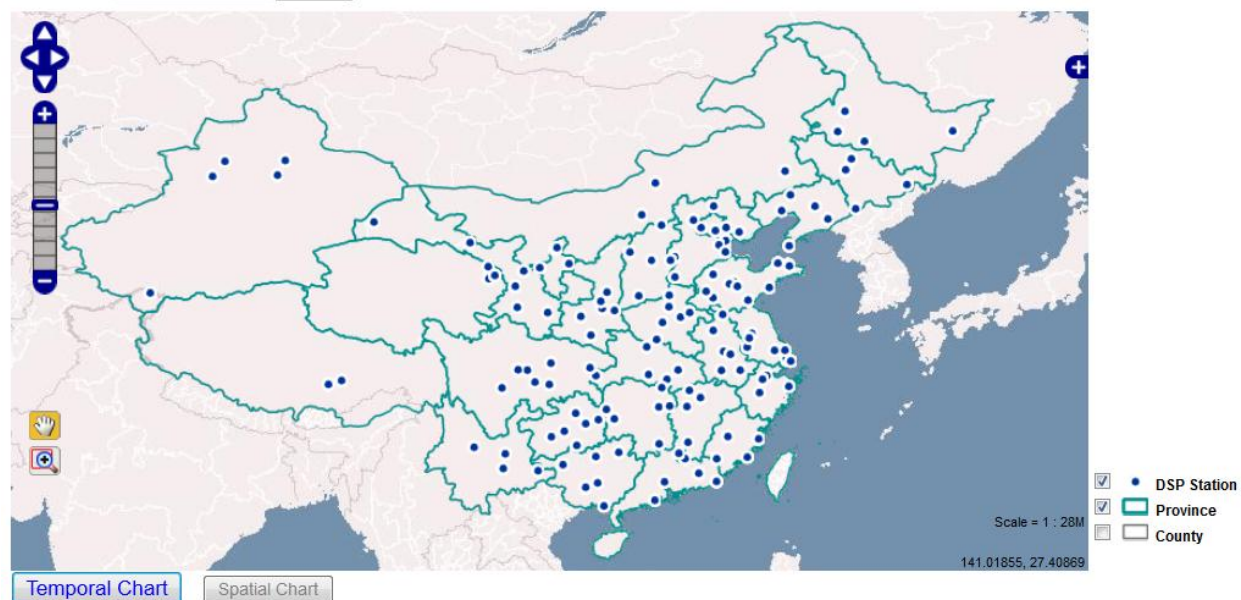 DSP Station
Province
Scale = 1 : 28M
County
141.01855, 27.40869
Temporal Chart
Spatial Chart